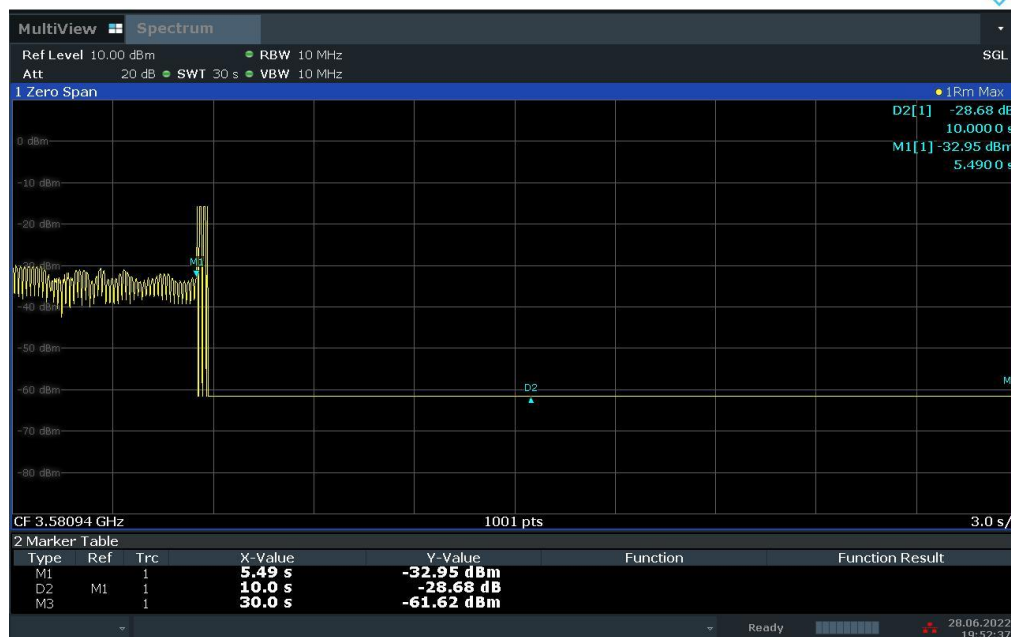 MultiView Spectrum
Ref Level 10.00 dBm RBW 10 MHz SGL
Att 20 dB SWT 30 s VBW 10 MHz
1 Zero Span 1Rm Max
D2[1] -28.68 dB
10.0000 s
M1[1] -32.95 dBm
5.4900 s
0 dBm
-10 dBm
-20 dBm
M1
-40 dBm
-50 dBm
-60 dBm
D2
M
-70 dBm
-80 dBm
CF 3.58094 GHz 1001 pts 3.0 s/
2 Marker Table
Type Ref Trc X-Value Y-Value Function Function Result
M1 1 5.49 s -32.95 dBm
D2 M1 1 10.0 s -28.68 dB
M3 1 30.0 s -61.62 dBm
Ready 28.06.2022
19:52:37